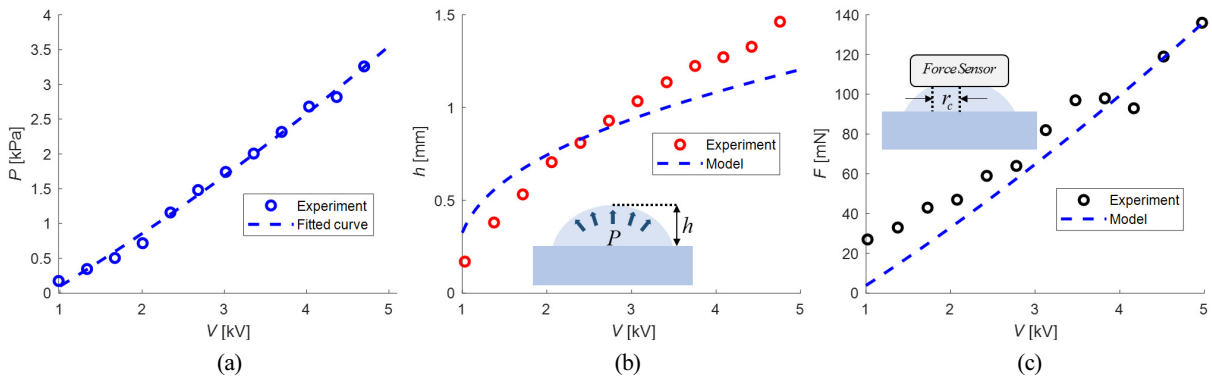 4
3.5
3
2.5
2
1.5
1
0.5
0
P [kPa]
Experiment
Fitted curve
1 2 3 4 5
V [kV]
(a)
1.5
1
0.5
0
h [mm]
Experiment
Model
P
h
1 2 3 4 5
V [kV]
(b)
140
120
100
80
60
40
20
0
F [mN]
Force Sensor
r_c
Experiment
Model
1 2 3 4 5
V [kV]
(c)